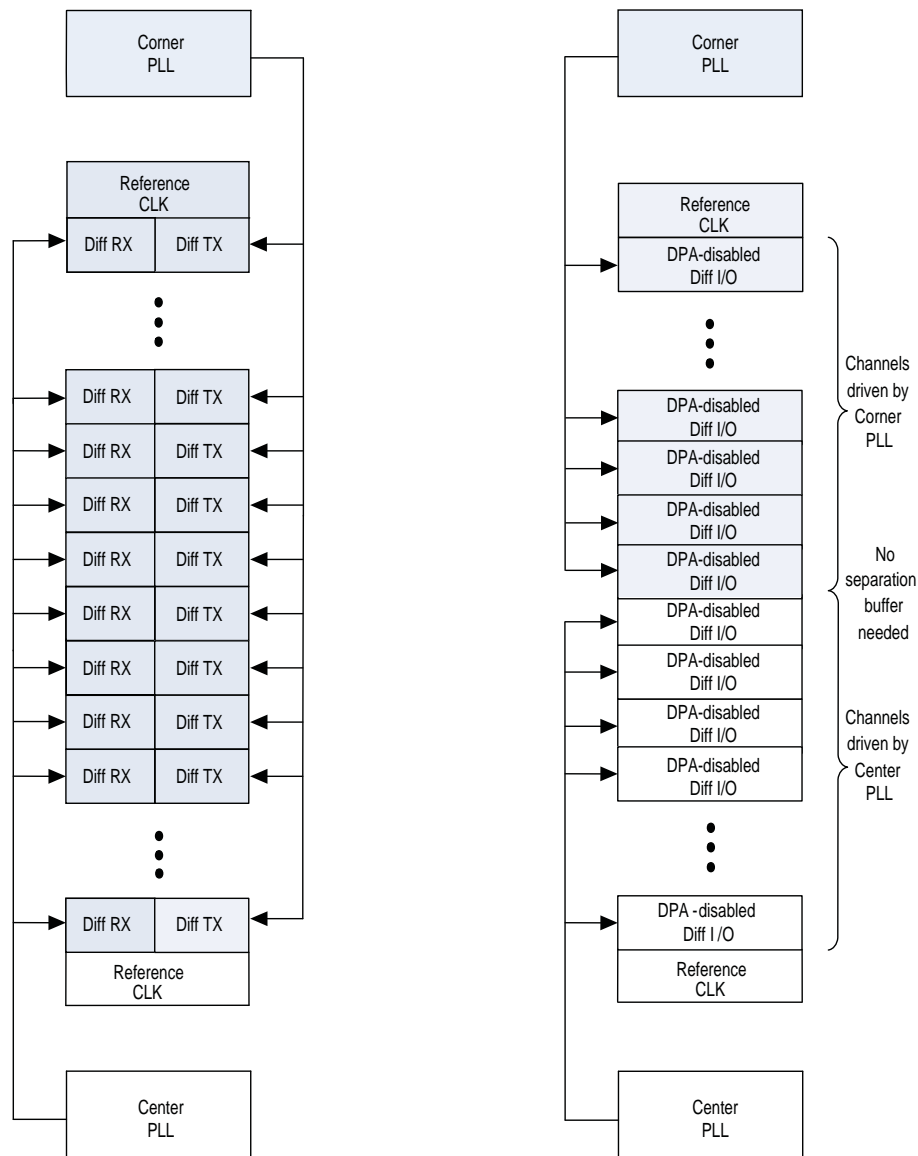 Corner
PLL
Reference
CLK
Diff RX Diff TX
Diff RX Diff TX
Diff RX Diff TX
Diff RX Diff TX
Diff RX Diff TX
Diff RX Diff TX
Diff RX Diff TX
Diff RX Diff TX
Diff RX Diff TX
Diff RX Diff TX
Reference
CLK
Center
PLL
Corner
PLL
Reference
CLK
DPA-disabled
Diff I/O
DPA-disabled
Diff I/O
DPA-disabled
Diff I/O
DPA-disabled
Diff I/O
DPA-disabled
Diff I/O
DPA-disabled
Diff I/O
DPA-disabled
Diff I/O
DPA-disabled
Diff I/O
DPA-disabled
Diff I/O
DPA -disabled
Diff I /O
Reference
CLK
Center
PLL
Channels
driven by
Corner
PLL
No
separation
buffer
needed
Channels
driven by
Center
PLL